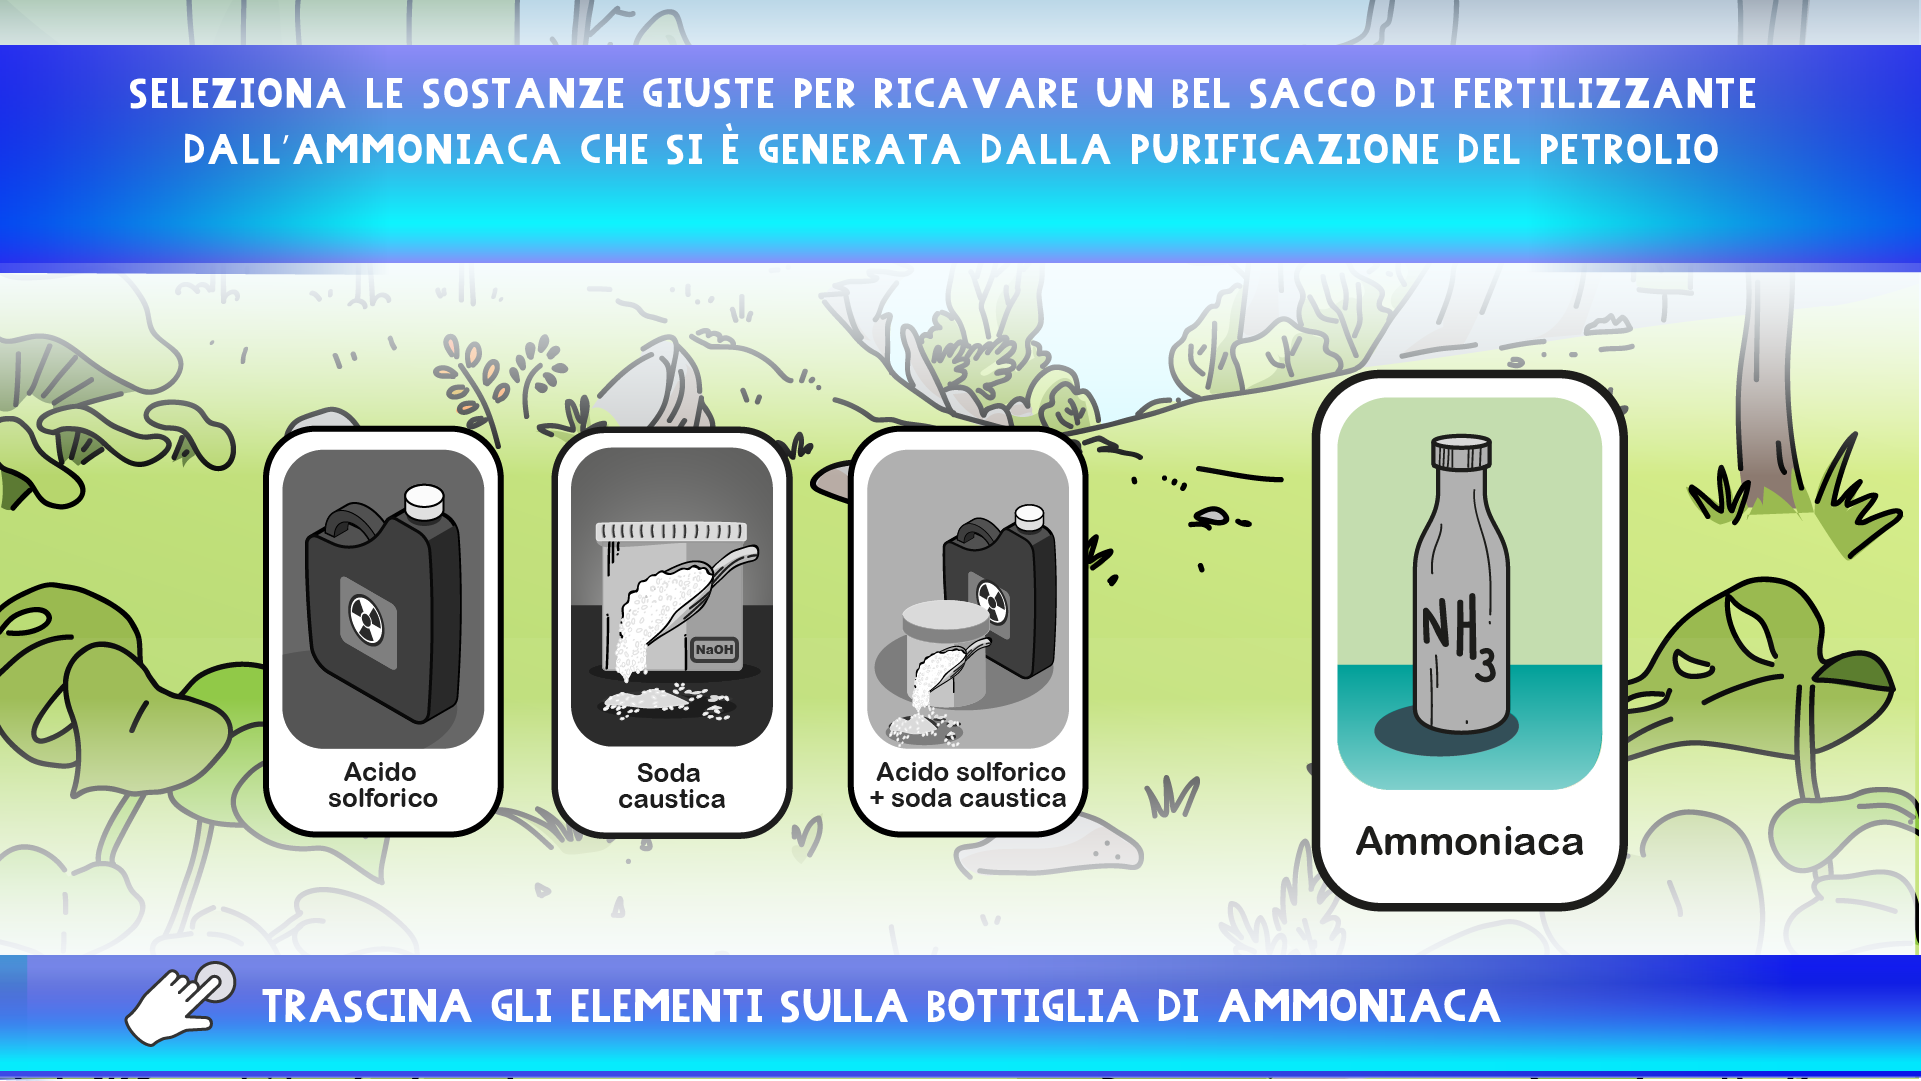 SELEZIONA LE SOSTANZE GIUSTE PER RICAVARE UN BEL SACCO DI FERTILIZZANTE
DALL'AMMONIACA CHE SI È GENERATA DALLA PURIFICAZIONE DEL PETROLIO
NaOH
NH3
Acido
solforico
Soda
caustica
Acido solforico
+ soda caustica
Ammoniaca
TRASCINA GLI ELEMENTI SULLA BOTTIGLIA DI AMMONIACA